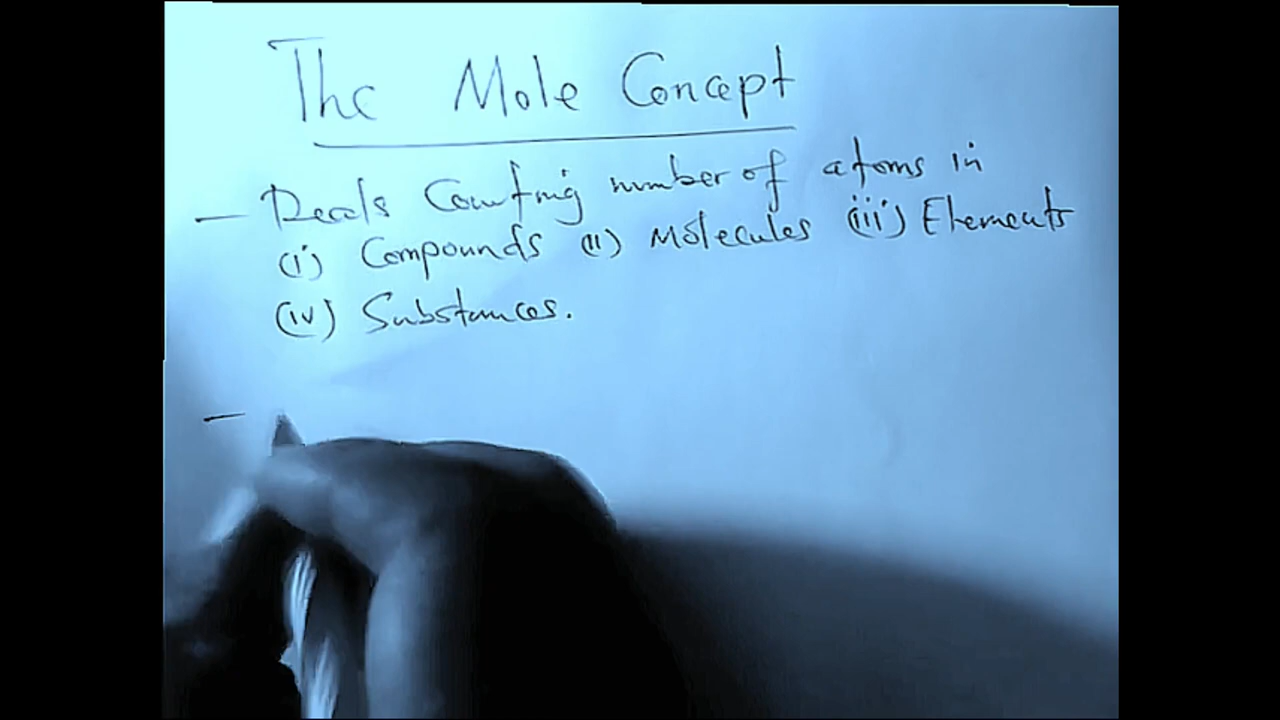 The Mole Concept
— Deals Counting number of atoms in
(i) Compounds (ii) Molecules (iii) Elements
(iv) Substances.
—